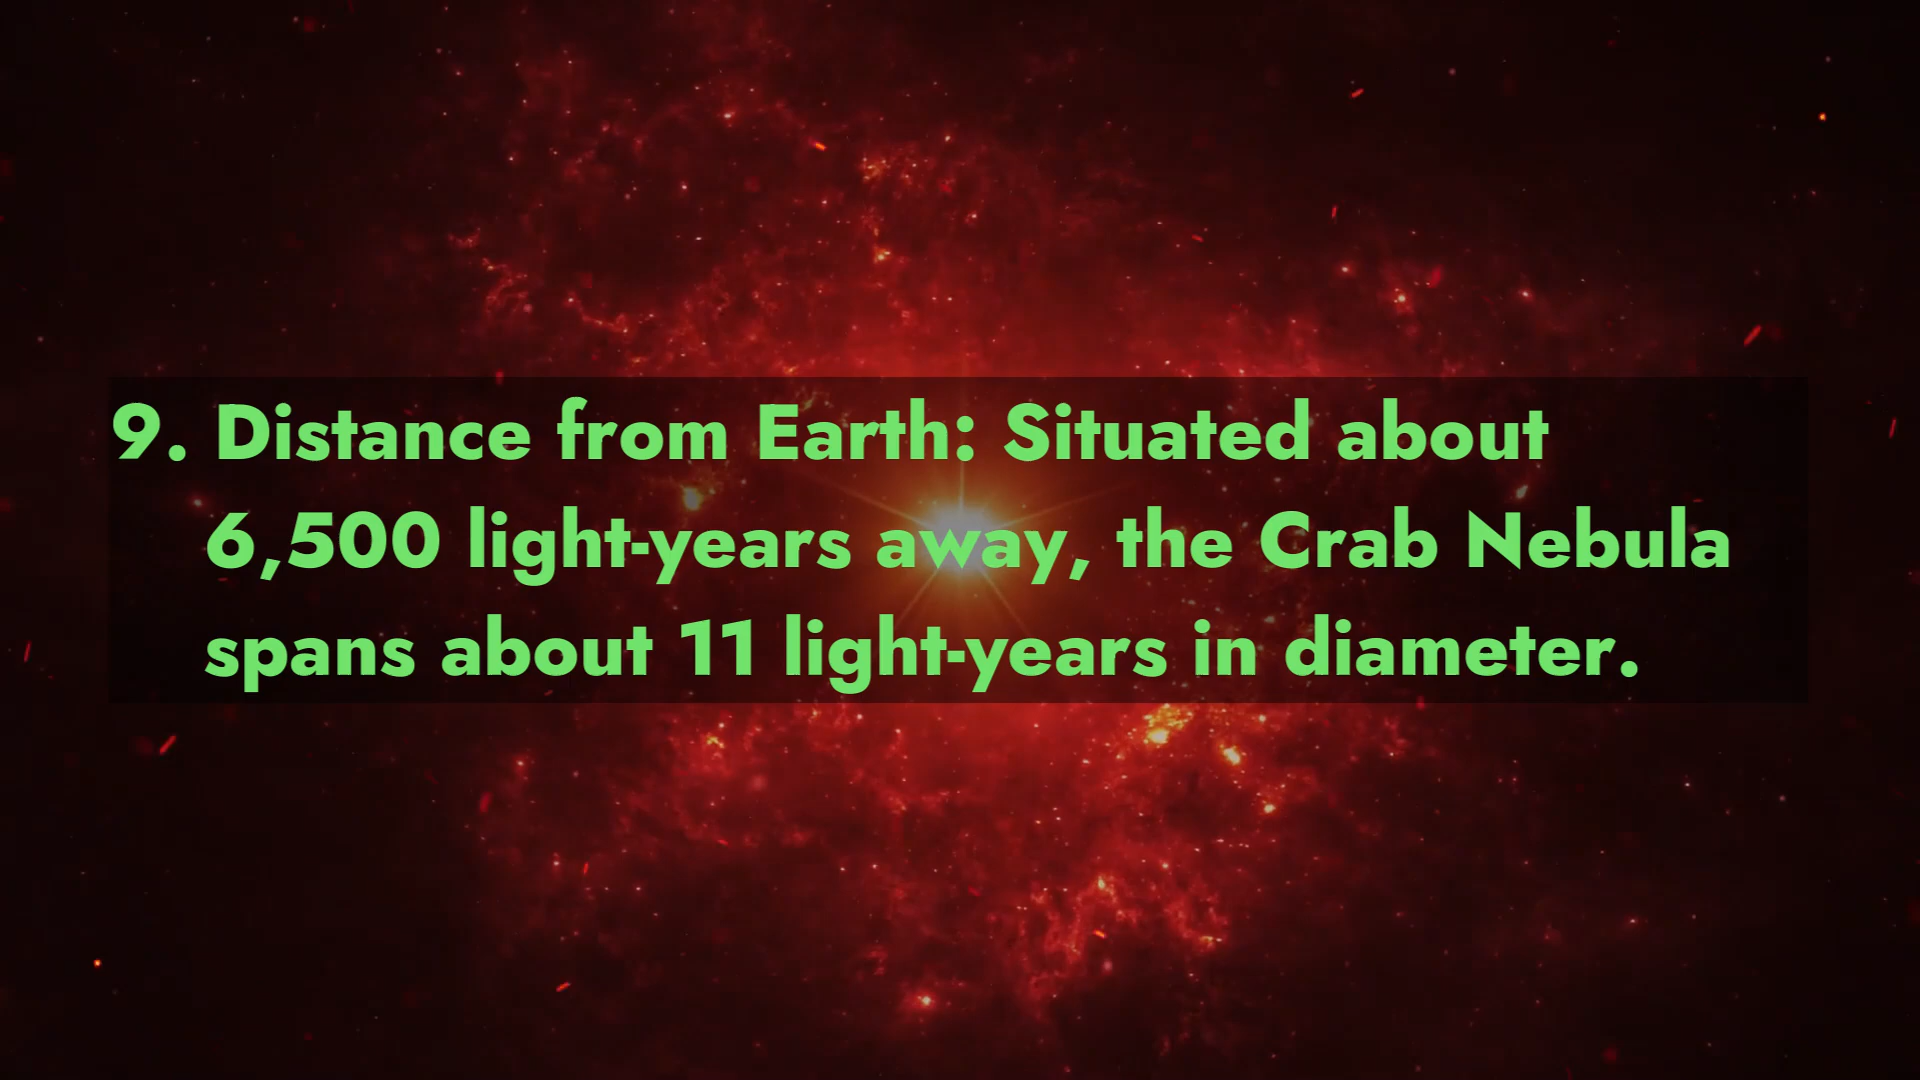 9. Distance from Earth: Situated about
6,500 light-years away, the Crab Nebula
spans about 11 light-years in diameter.